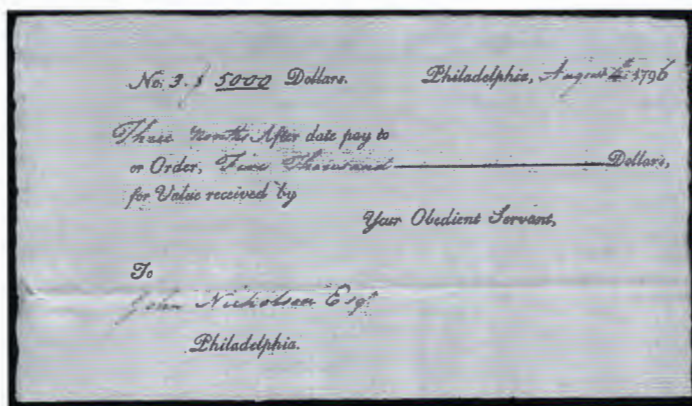 No. 3. $ 5000 Dollars. Philadelphia, August 4th 1796
Three Months After date pay to
or Order, Five Thousand Dollars,
for Value received by
Your Obedient Servant,
To
John Nicholson Esqr
Philadelphia.